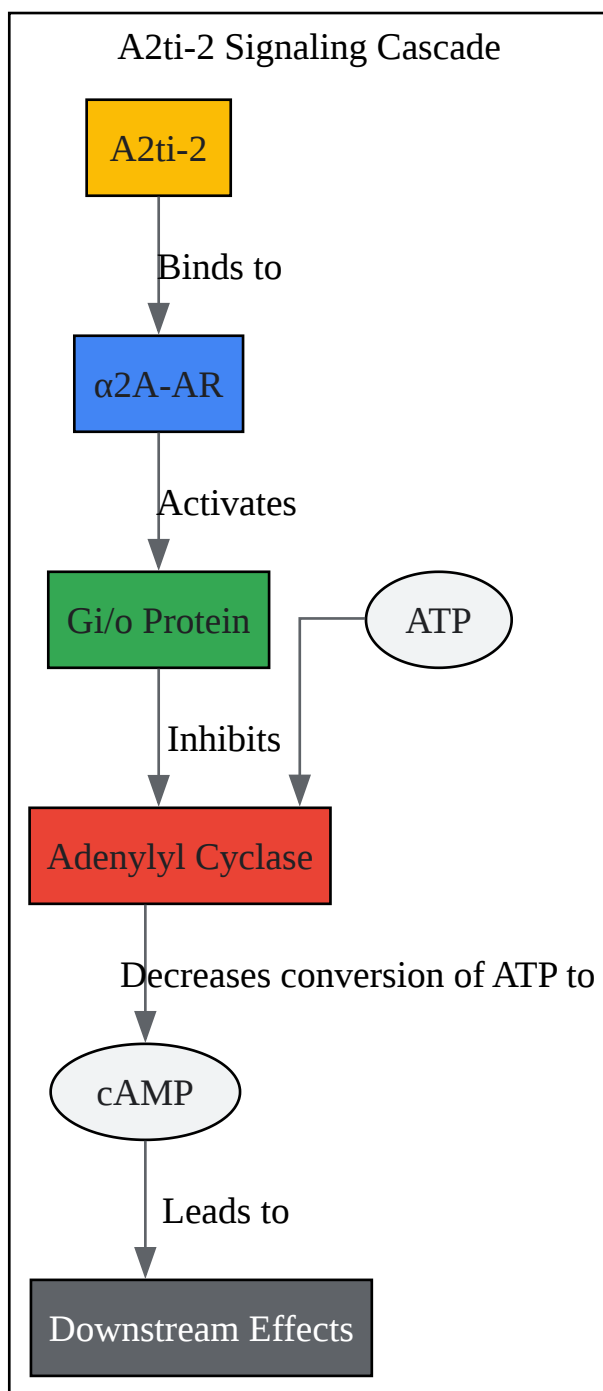 A2ti-2 Signaling Cascade
A2ti-2
Binds to
α2A-AR
Activates
Gi/o Protein
ATP
Inhibits
Adenylyl Cyclase
Decreases conversion of ATP to
cAMP
Leads to
Downstream Effects